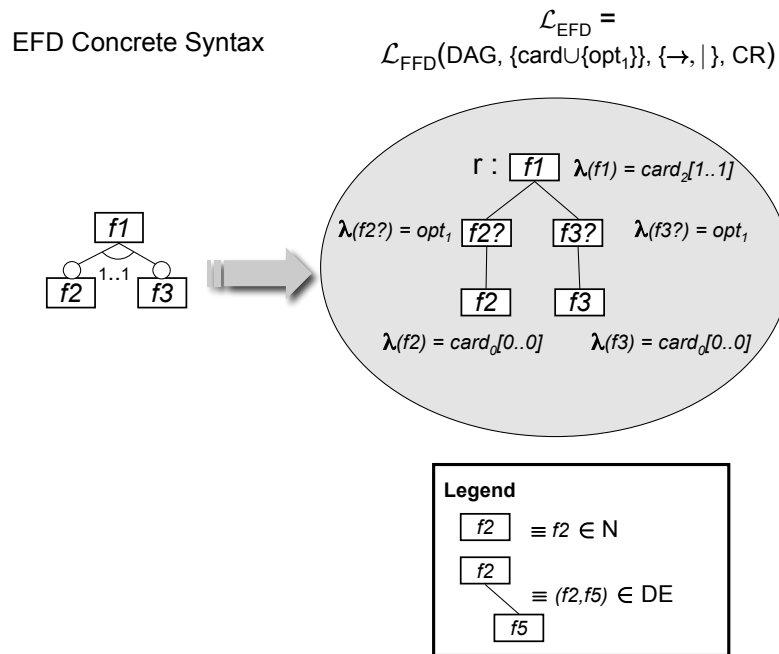 EFD Concrete Syntax
ℒEFD =
ℒFFD(DAG, {card∪{opt₁}}, {→, | }, CR)
r : f1 λ(f1) = card₂[1..1]
f1
λ(f2?) = opt₁ f2? f3? λ(f3?) = opt₁
1..1
f2 f3
f2 f3
λ(f2) = card₀[0..0] λ(f3) = card₀[0..0]
Legend
f2 ≡ f2 ∈ N
f2
≡ (f2,f5) ∈ DE
f5